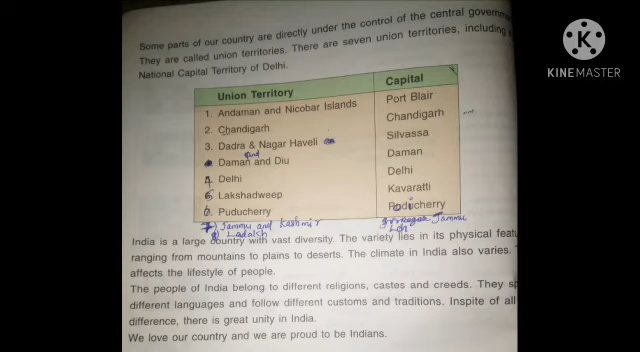 Some parts of our country are directly under the control of the central governme
They are called union territories. There are seven union territories, including
National Capital Territory of Delhi.
KINEMASTER
Union Territory Capital
1. Andaman and Nicobar Islands Port Blair
2. Chandigarh Chandigarh
3. Dadra & Nagar Haveli Silvassa
and
Daman and Diu Daman
4 Delhi Delhi
5 Lakshadweep Kavaratti
6. Puducherry Puducherry
7) Jammu and Kashmir Jammu
8) Ladakh Leh
India is a large country with vast diversity. The variety lies in its physical featu
ranging from mountains to plains to deserts. The climate in India also varies.
affects the lifestyle of people.
The people of India belong to different religions, castes and creeds. They sp
different languages and follow different customs and traditions. Inspite of all
difference, there is great unity in India.
We love our country and we are proud to be Indians.